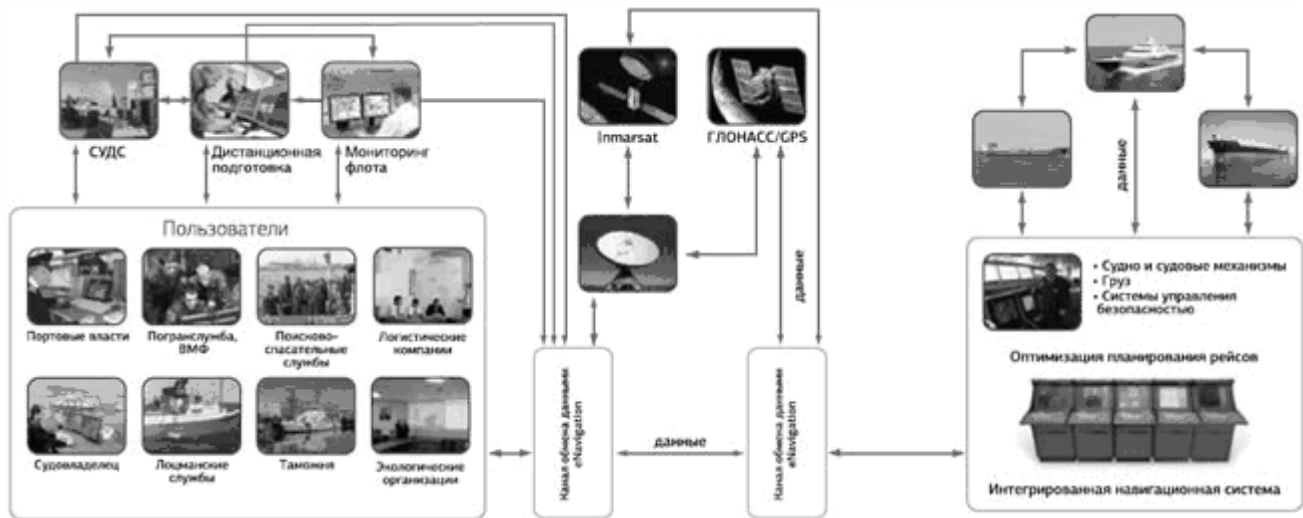 СУДС
Дистанционная
подготовка
Мониторинг
флота
Inmarsat
ГЛОНАСС/GPS
данные
данные
Пользователи
Портовые власти
Погранслужба,
ВМФ
Поисково-
спасательные
службы
Логистические
компании
Судовладелец
Лоцманские
службы
Таможня
Экологические
организации
Канал обмена данными
eNavigation
данные
Канал обмена данными
eNavigation
• Судно и судовые механизмы
• Груз
• Системы управления
безопасностью
Оптимизация планирования рейсов
Интегрированная навигационная система